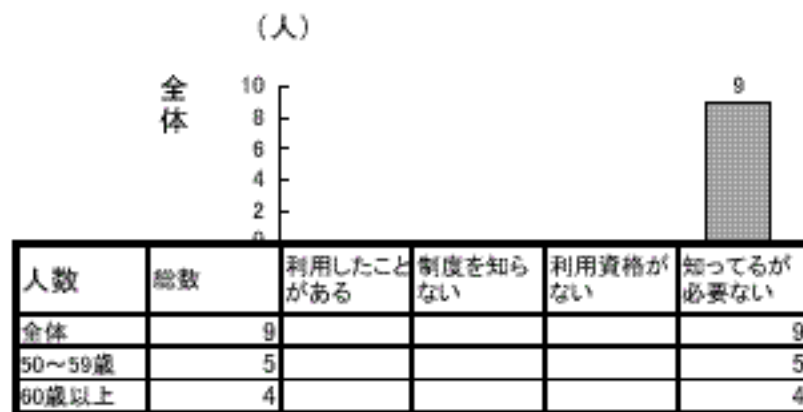 (人)
全体
10
8
6
4
2
0
9
人数 総数 利用したことがある 制度を知らない 利用資格がない 知ってるが必要ない
全体 9 9
50～59歳 5 5
60歳以上 4 4